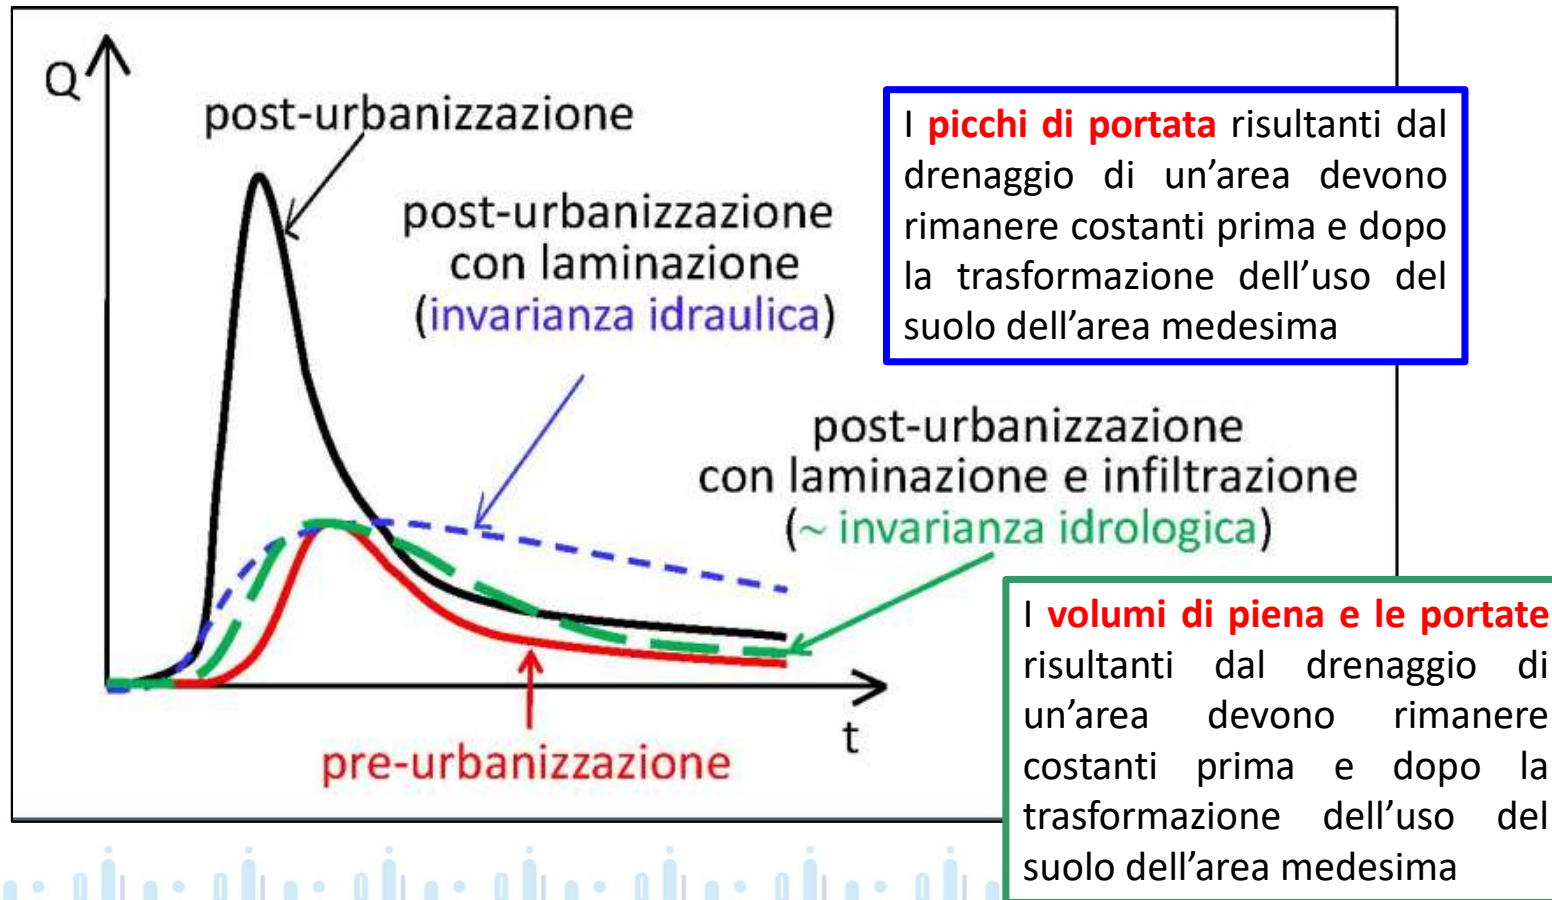 Q
post-urbanizzazione
post-urbanizzazione
con laminazione
(invarianza idraulica)
I picchi di portata risultanti dal
drenaggio di un’area devono
rimanere costanti prima e dopo
la trasformazione dell’uso del
suolo dell’area medesima
post-urbanizzazione
con laminazione e infiltrazione
(~ invarianza idrologica)
I volumi di piena e le portate
risultanti dal drenaggio di
un’area devono rimanere
costanti prima e dopo la
trasformazione dell’uso del
suolo dell’area medesima
t
pre-urbanizzazione